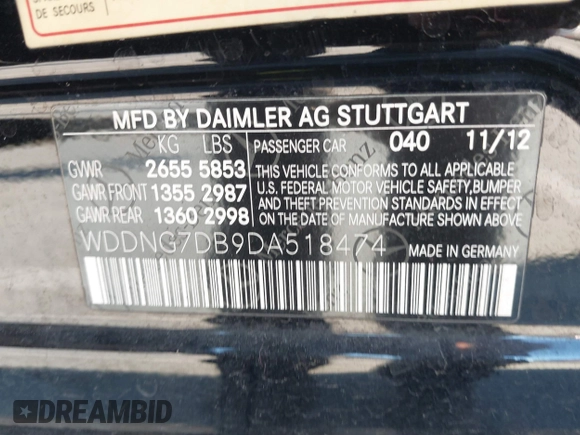 DE SECOURS
MFD BY DAIMLER AG STUTTGART
KG LBS PASSENGER CAR 040 11/12
GVWR 2655 5853 THIS VEHICLE CONFORMS TO ALL APPLICABLE
GAWR FRONT 1355 2987 U.S. FEDERAL MOTOR VEHICLE SAFETY,BUMPER
GAWR REAR 1360 2998 AND THEFT PREVENTION STANDARDS IN EFFECT
ON THE DATE OF MANUFACTURE SHOWN ABOVE.
WDDNG7DB9DA518474 MADE IN GERMANY
DREAMBID